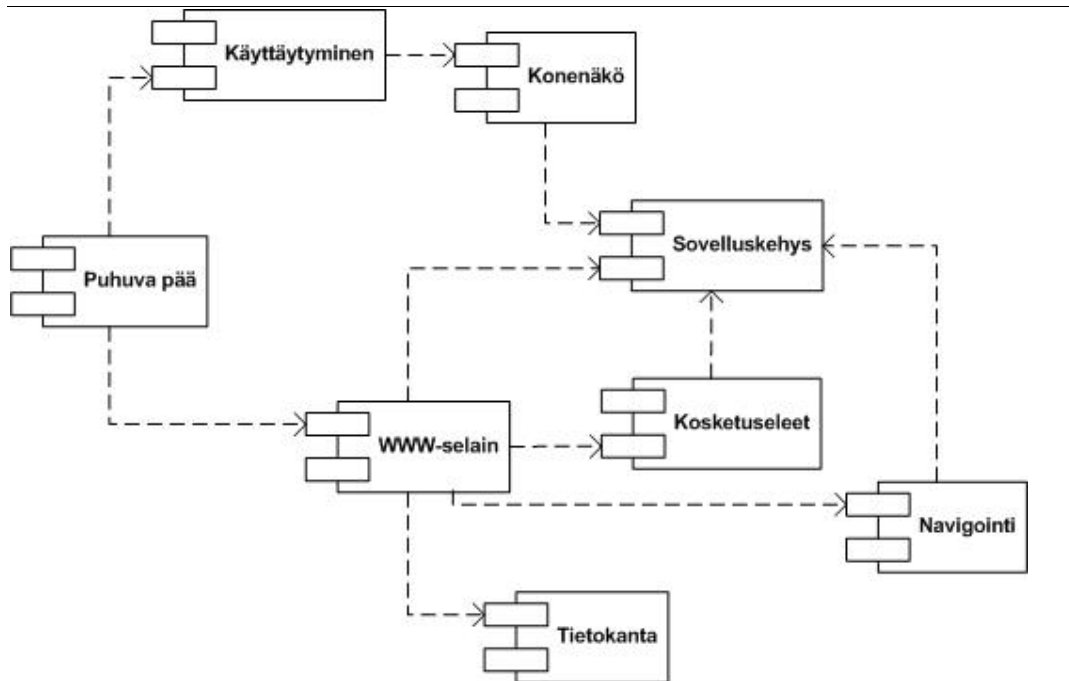 Käyttäytyminen
Konenäkö
Sovelluskehys
Puhuva pää
Kosketuseleet
WWW-selain
Navigointi
Tietokanta